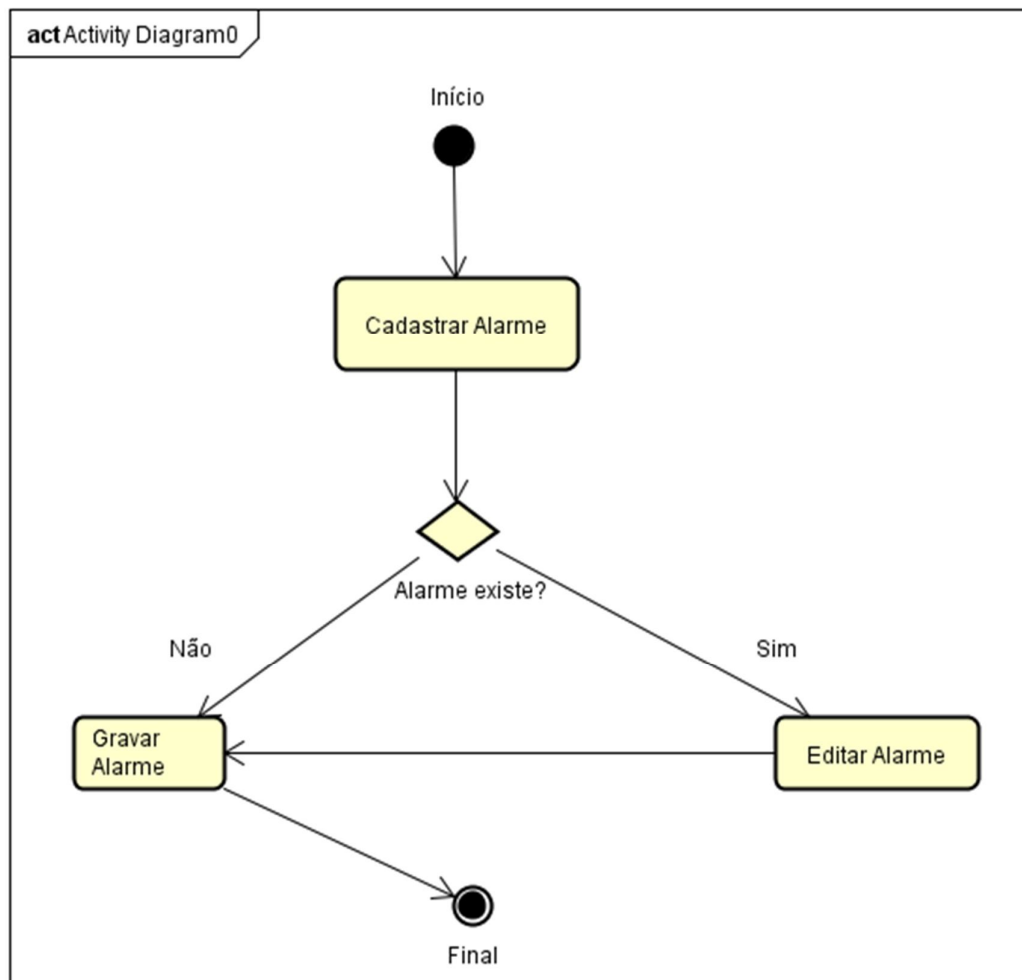 act Activity Diagram0
Início
Cadastrar Alarme
Alarme existe?
Não
Sim
Gravar
Alarme
Editar Alarme
Final